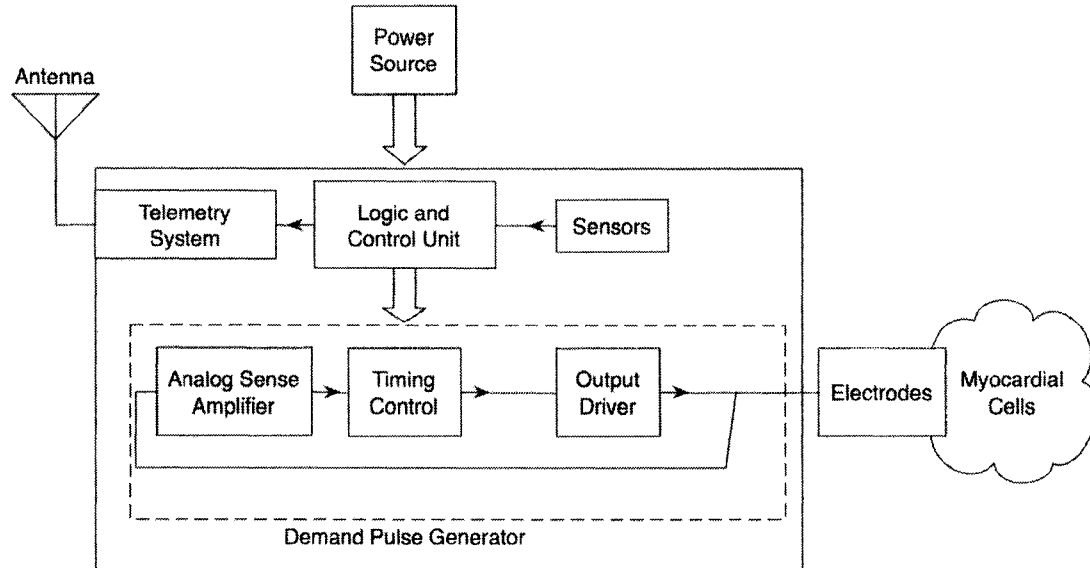 Power
Source
Antenna
Telemetry
System
Logic and
Control Unit
Sensors
Analog Sense
Amplifier
Timing
Control
Output
Driver
Electrodes
Myocardial
Cells
Demand Pulse Generator